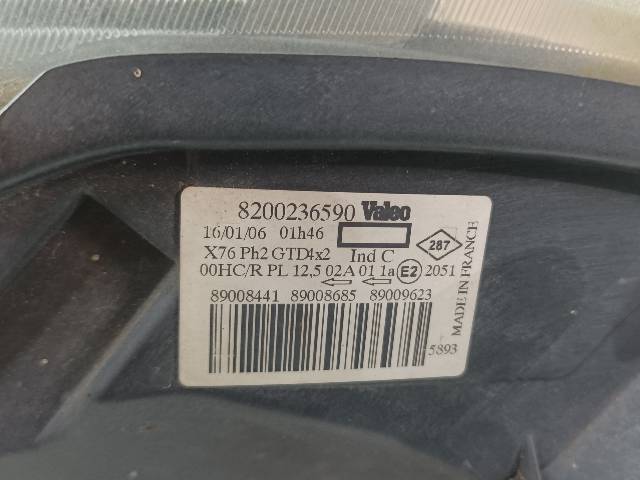 8200236590 Valeo
16/01/06 01h46
X76 Ph2 GTD4x2 Ind C
287
00HC/R PL 12,5 02A 01 1a E2 2051
89008441 89008685 89009623
5893
MADE IN FRANCE